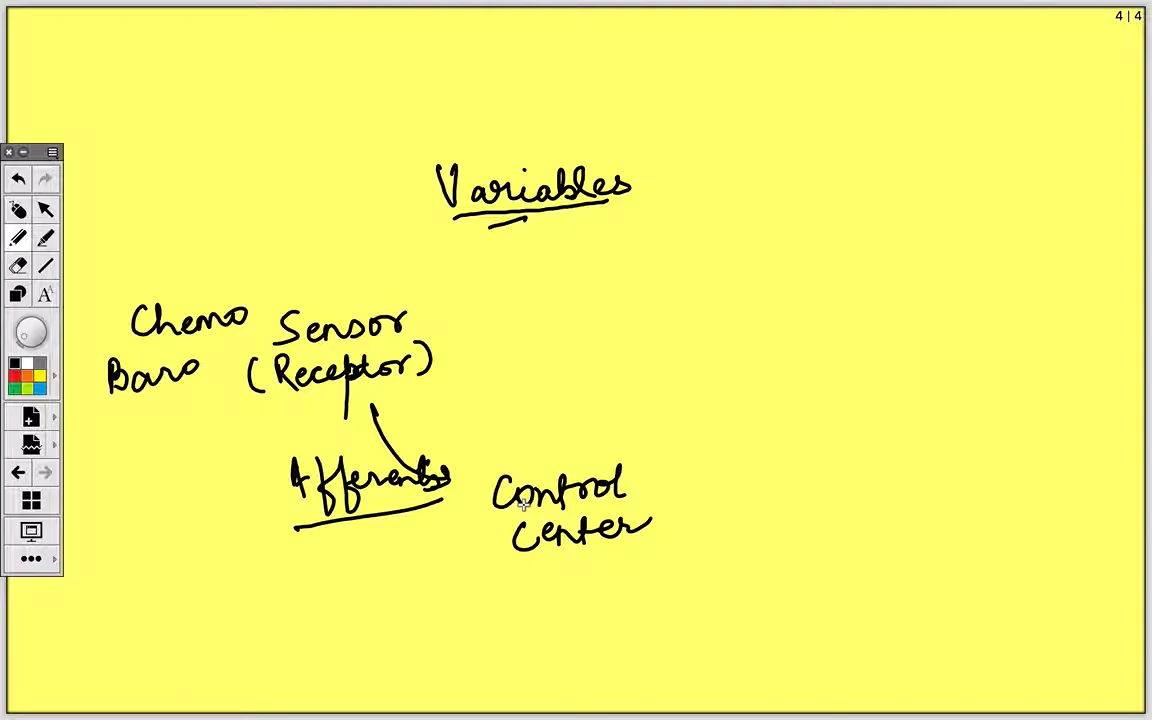 4 | 4
Variables
Chemo Sensor
Baro (Receptor)
Afferents
Control
Center